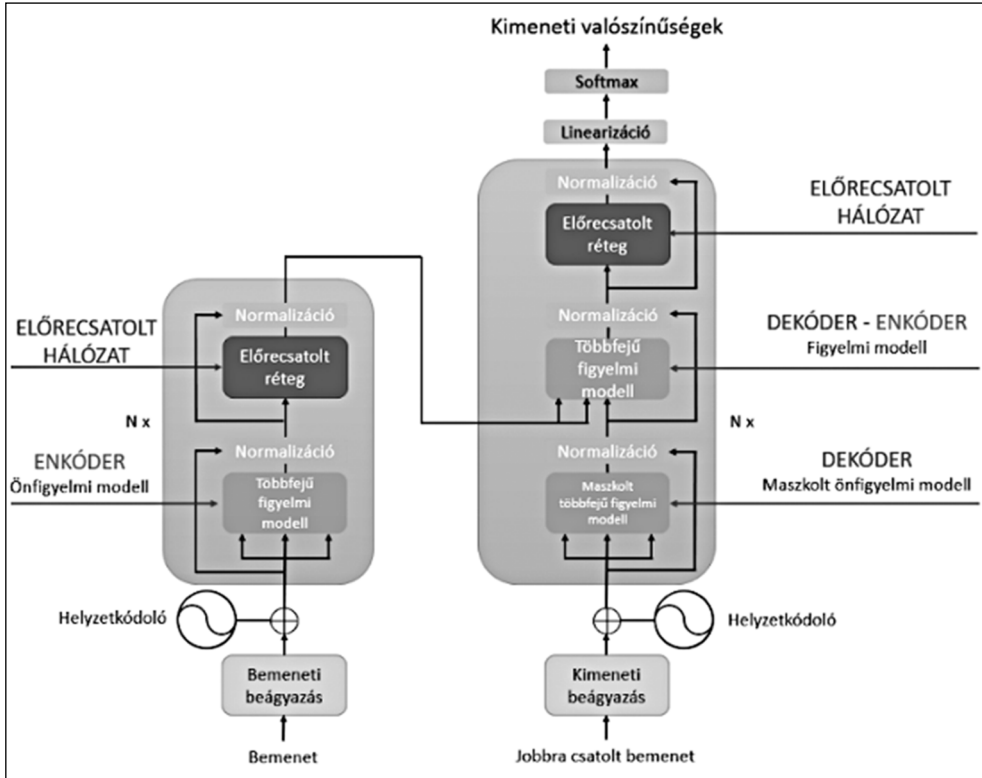 Kimeneti valószínűségek
Softmax
Linearizáció
Normalizáció
Előrecsatolt
réteg
ELŐRECSATOLT
HÁLÓZAT
Normalizáció
Többfejű
figyelmi
modell
DEKÓDER - ENKÓDER
Figyelmi modell
N x
Normalizáció
Maszkolt
többfejű figyelmi
modell
DEKÓDER
Maszkolt önfigyelmi modell
Helyzetkódoló
Kimeneti
beágyazás
Jobbra csatolt bemenet
Normalizáció
Előrecsatolt
réteg
ELŐRECSATOLT
HÁLÓZAT
N x
Normalizáció
Többfejű
figyelmi
modell
ENKÓDER
Önfigyelmi modell
Helyzetkódoló
Bemeneti
beágyazás
Bemenet